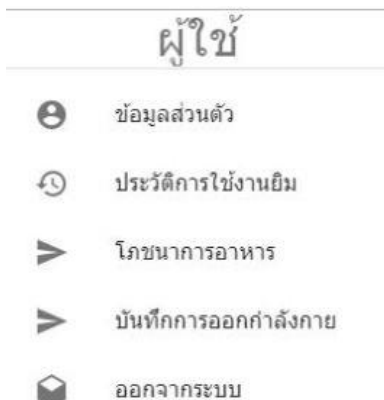 ผู้ใช้
ข้อมูลส่วนตัว
ประวัติการใช้งานยิม
โภชนาการอาหาร
บันทึกการออกกำลังกาย
ออกจากระบบ